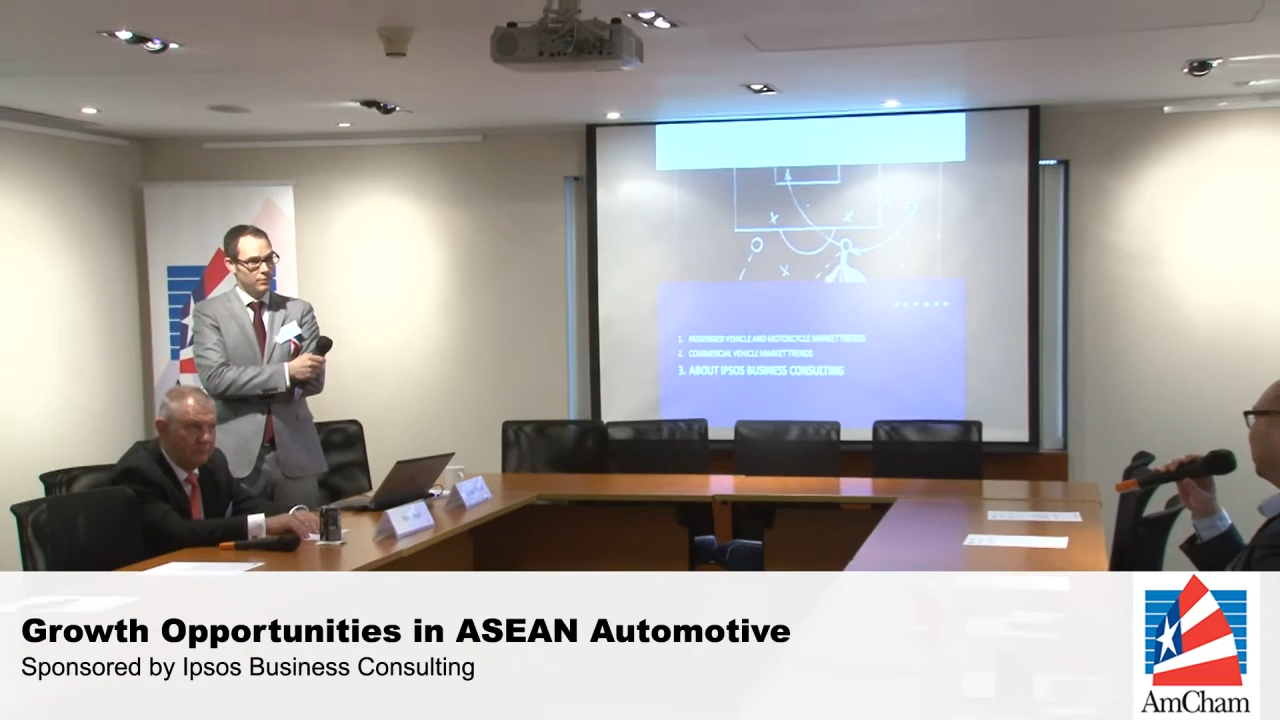 1. PASSENGER VEHICLE AND MOTORCYCLE MARKET TRENDS
2. COMMERCIAL VEHICLE MARKET TRENDS
3. ABOUT IPSOS BUSINESS CONSULTING
Growth Opportunities in ASEAN Automotive
Sponsored by Ipsos Business Consulting
AmCham